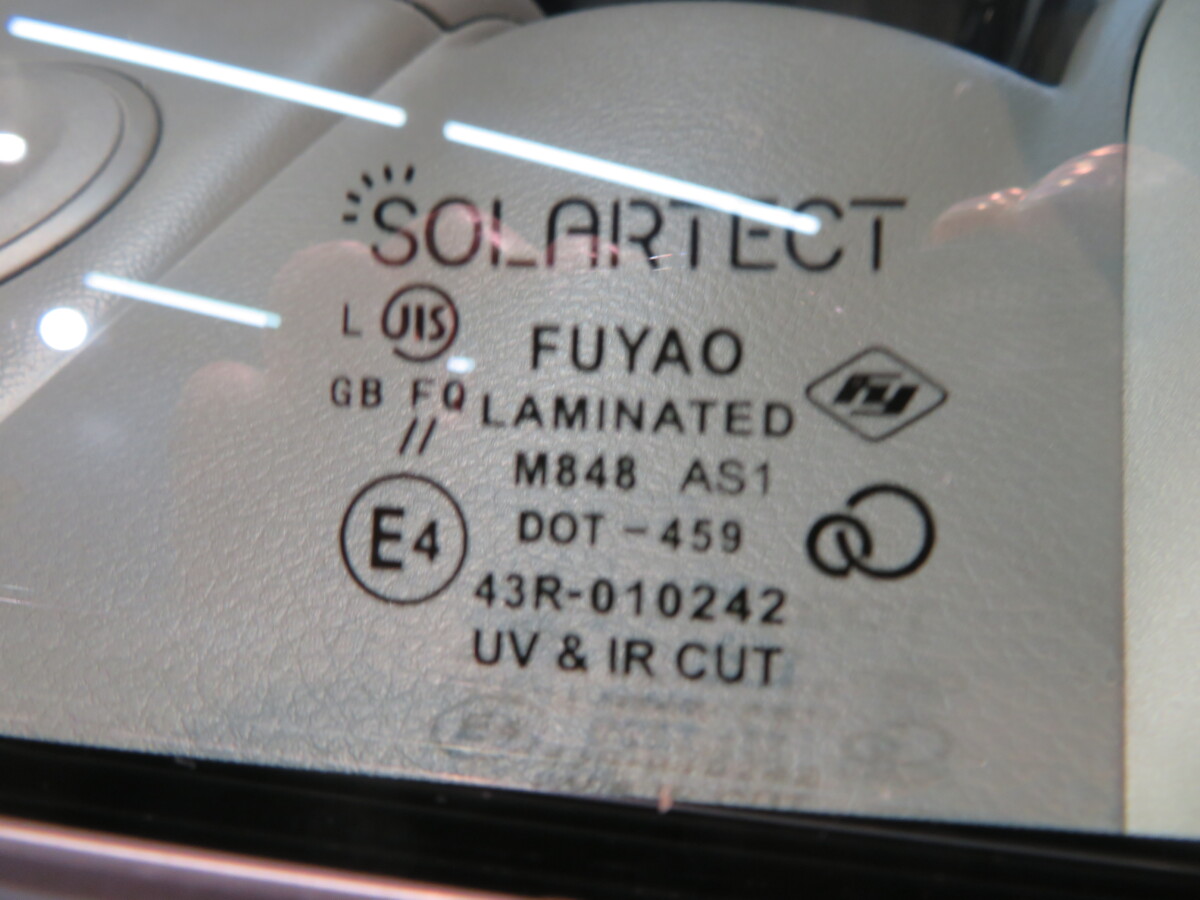 SOLARTECT
L JIS
FUYAO
GB FQ
LAMINATED
//
M848 AS1
E4
DOT-459
43R-010242
UV & IR CUT